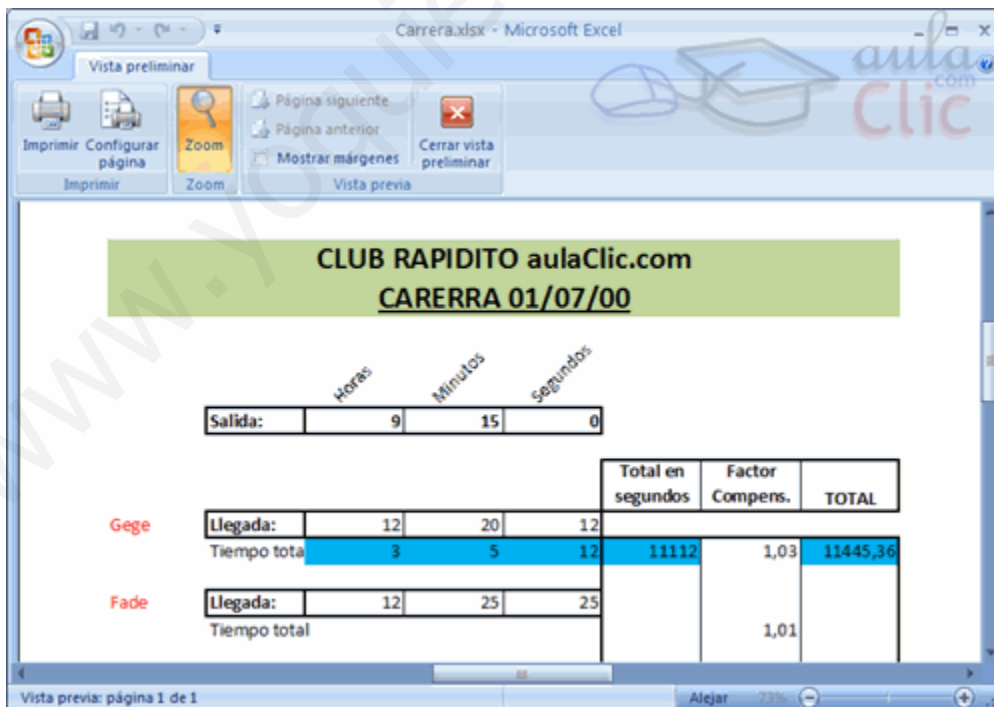 Carrera.xlsx - Microsoft Excel
Vista preliminar
aula
.com
Clic
Imprimir
Configurar página
Zoom
Página siguiente
Página anterior
Mostrar márgenes
Cerrar vista preliminar
Imprimir
Zoom
Vista previa
CLUB RAPIDITO aulaClic.com
CARERRA 01/07/00
Horas Minutos Segundos
Salida: 9 15 0
Total en segundos Factor Compens. TOTAL
Gege Llegada: 12 20 12
Tiempo tota 3 5 12 11112 1,03 11445,36
Fade Llegada: 12 25 25
Tiempo total 1,01
Vista previa: página 1 de 1 Alejar 73%